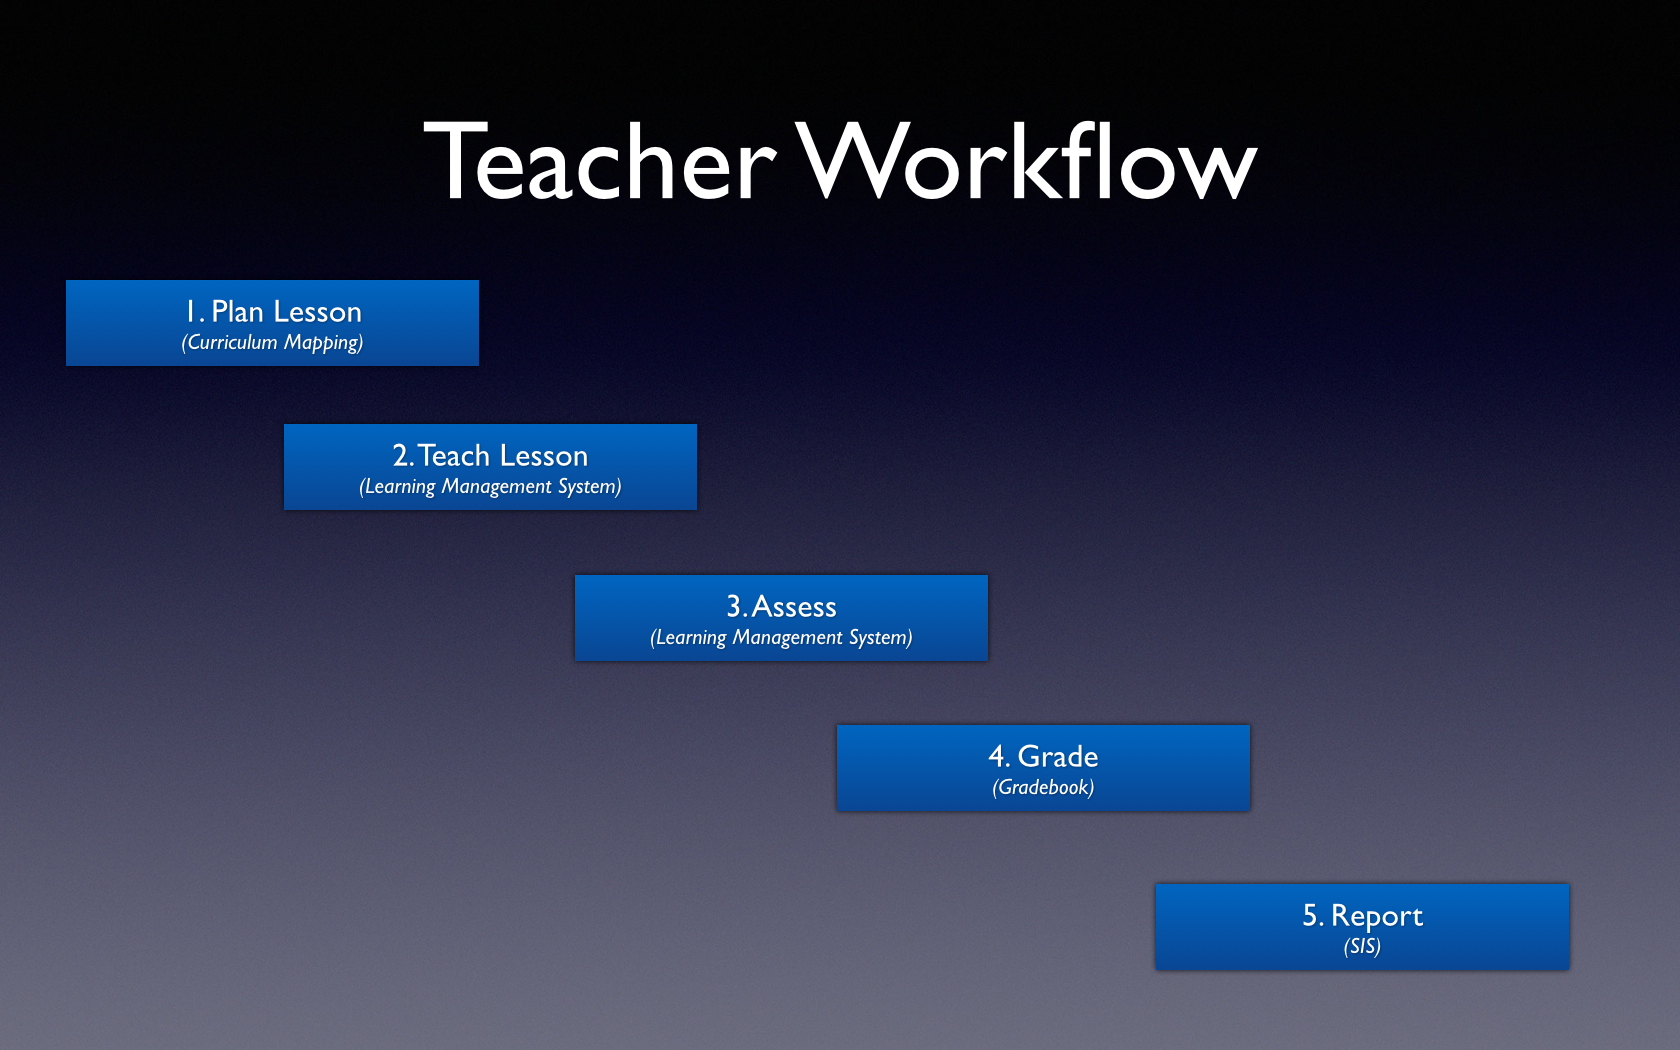 Teacher Workflow
1. Plan Lesson
(Curriculum Mapping)
2. Teach Lesson
(Learning Management System)
3. Assess
(Learning Management System)
4. Grade
(Gradebook)
5. Report
(SIS)